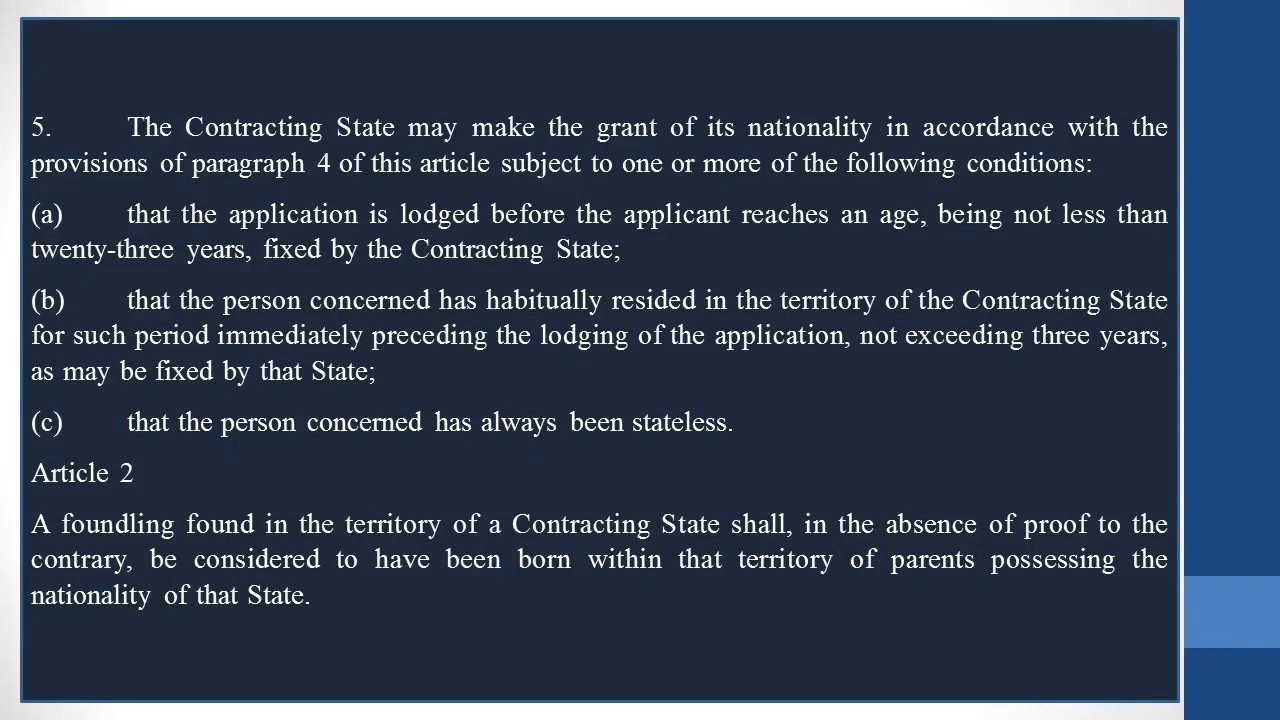 5. The Contracting State may make the grant of its nationality in accordance with the
provisions of paragraph 4 of this article subject to one or more of the following conditions:
(a) that the application is lodged before the applicant reaches an age, being not less than
twenty-three years, fixed by the Contracting State;
(b) that the person concerned has habitually resided in the territory of the Contracting State
for such period immediately preceding the lodging of the application, not exceeding three years,
as may be fixed by that State;
(c) that the person concerned has always been stateless.
Article 2
A foundling found in the territory of a Contracting State shall, in the absence of proof to the
contrary, be considered to have been born within that territory of parents possessing the
nationality of that State.